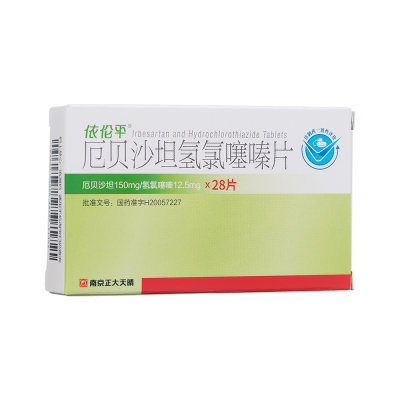 依伦平®
Irbesartan and Hydrochlorothiazide Tablets
厄贝沙坦氢氯噻嗪片
厄贝沙坦150mg/氢氯噻嗪12.5mg ×28片
批准文号：国药准字H20057227
南京正大天晴